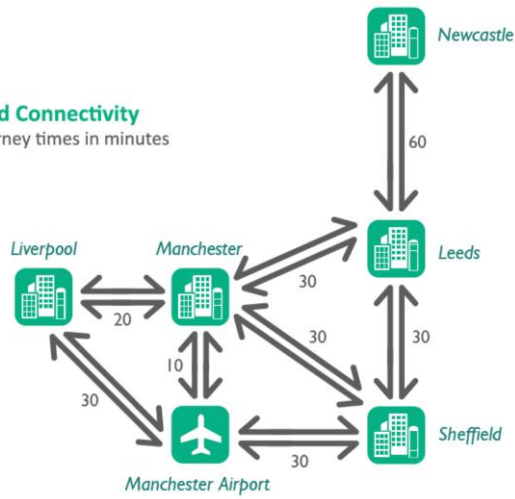 Newcastle
d Connectivity
rney times in minutes
60
Liverpool
Manchester
Leeds
30
20
30
30
10
30
Sheffield
30
Manchester Airport